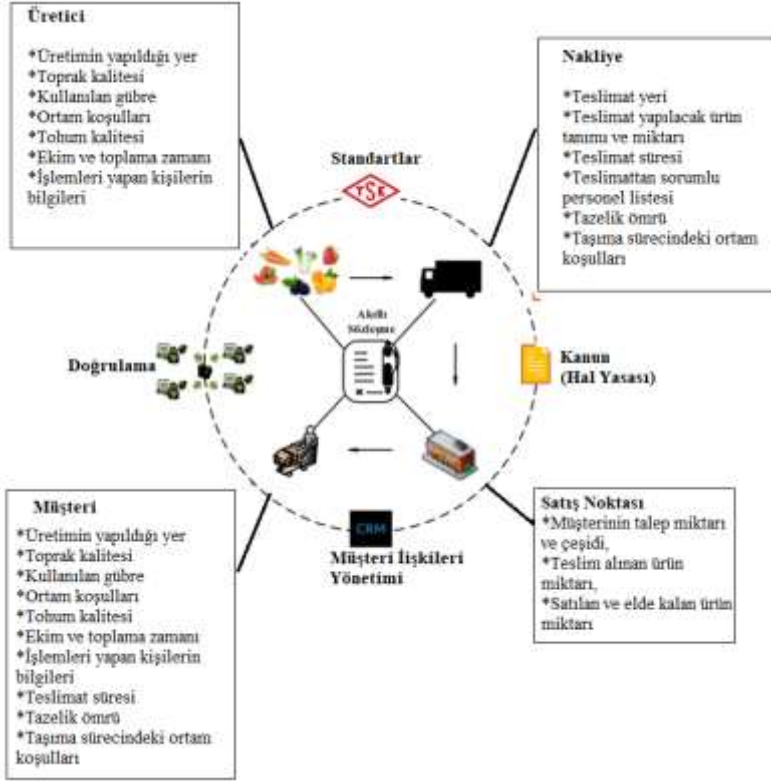 Üretici
*Üretimin yapıldığı yer
*Toprak kalitesi
*Kullanılan gübre
*Ortam koşulları
*Tohum kalitesi
*Ekim ve toplama zamanı
*İşlemleri yapan kişilerin
bilgileri
Nakliye
*Teslimat yeri
*Teslimat yapılacak ürün
tanımı ve miktarı
*Teslimat süresi
*Teslimattan sorumlu
personel listesi
*Tazelik ömrü
*Taşıma sürecindeki ortam
koşulları
Standartlar
TSE
Akıllı
Sözleşme
Doğrulama
Kanun
(Hal Yasası)
Müşteri
*Üretimin yapıldığı yer
*Toprak kalitesi
*Kullanılan gübre
*Ortam koşulları
*Tohum kalitesi
*Ekim ve toplama zamanı
*İşlemleri yapan kişilerin
bilgileri
*Teslimat süresi
*Tazelik ömrü
*Taşıma sürecindeki ortam
koşulları
CRM
Müşteri İlişkileri
Yönetimi
Satış Noktası
*Müşterinin talep miktarı
ve çeşidi,
*Teslim alınan ürün
miktarı,
*Satılan ve elde kalan ürün
miktarı